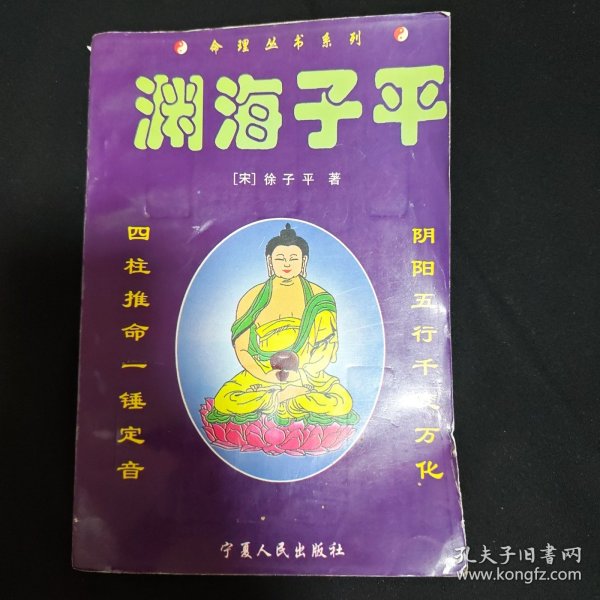 命理丛书系列
渊海子平
[宋] 徐子平 著
四柱推命一锤定音
阴阳五行千变万化
宁夏人民出版社
孔夫子旧书网
www.kongfz.com